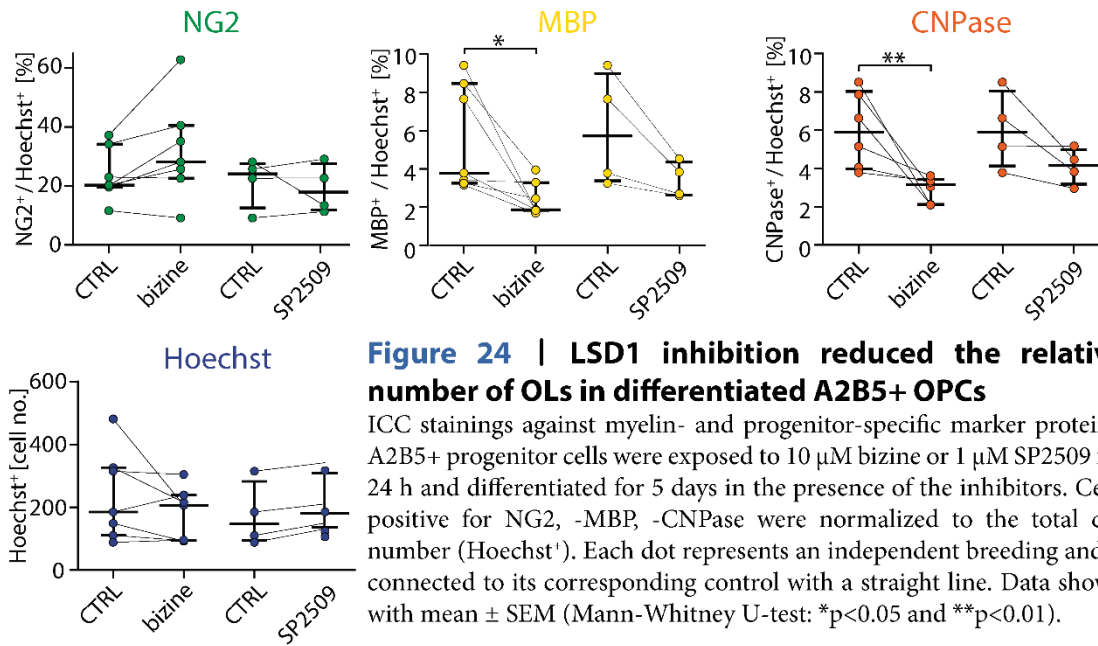 NG2
NG2⁺ / Hoechst⁺ [%]
60
40
20
0
CTRL
bizine
CTRL
SP2509
MBP
MBP⁺ / Hoechst⁺ [%]
10
8
6
4
2
0
*
CTRL
bizine
CTRL
SP2509
CNPase
CNPase⁺ / Hoechst⁺ [%]
10
8
6
4
2
0
**
CTRL
bizine
CTRL
SP2509
Hoechst
Hoechst⁺ [cell no.]
600
400
200
0
CTRL
bizine
CTRL
SP2509
Figure 24 | LSD1 inhibition reduced the relativ
number of OLs in differentiated A2B5+ OPCs
ICC stainings against myelin- and progenitor-specific marker protein
A2B5+ progenitor cells were exposed to 10 µM bizine or 1 µM SP2509
24 h and differentiated for 5 days in the presence of the inhibitors. Ce
positive for NG2, -MBP, -CNPase were normalized to the total c
number (Hoechst⁺). Each dot represents an independent breeding and
connected to its corresponding control with a straight line. Data show
with mean ± SEM (Mann-Whitney U-test: *p<0.05 and **p<0.01).